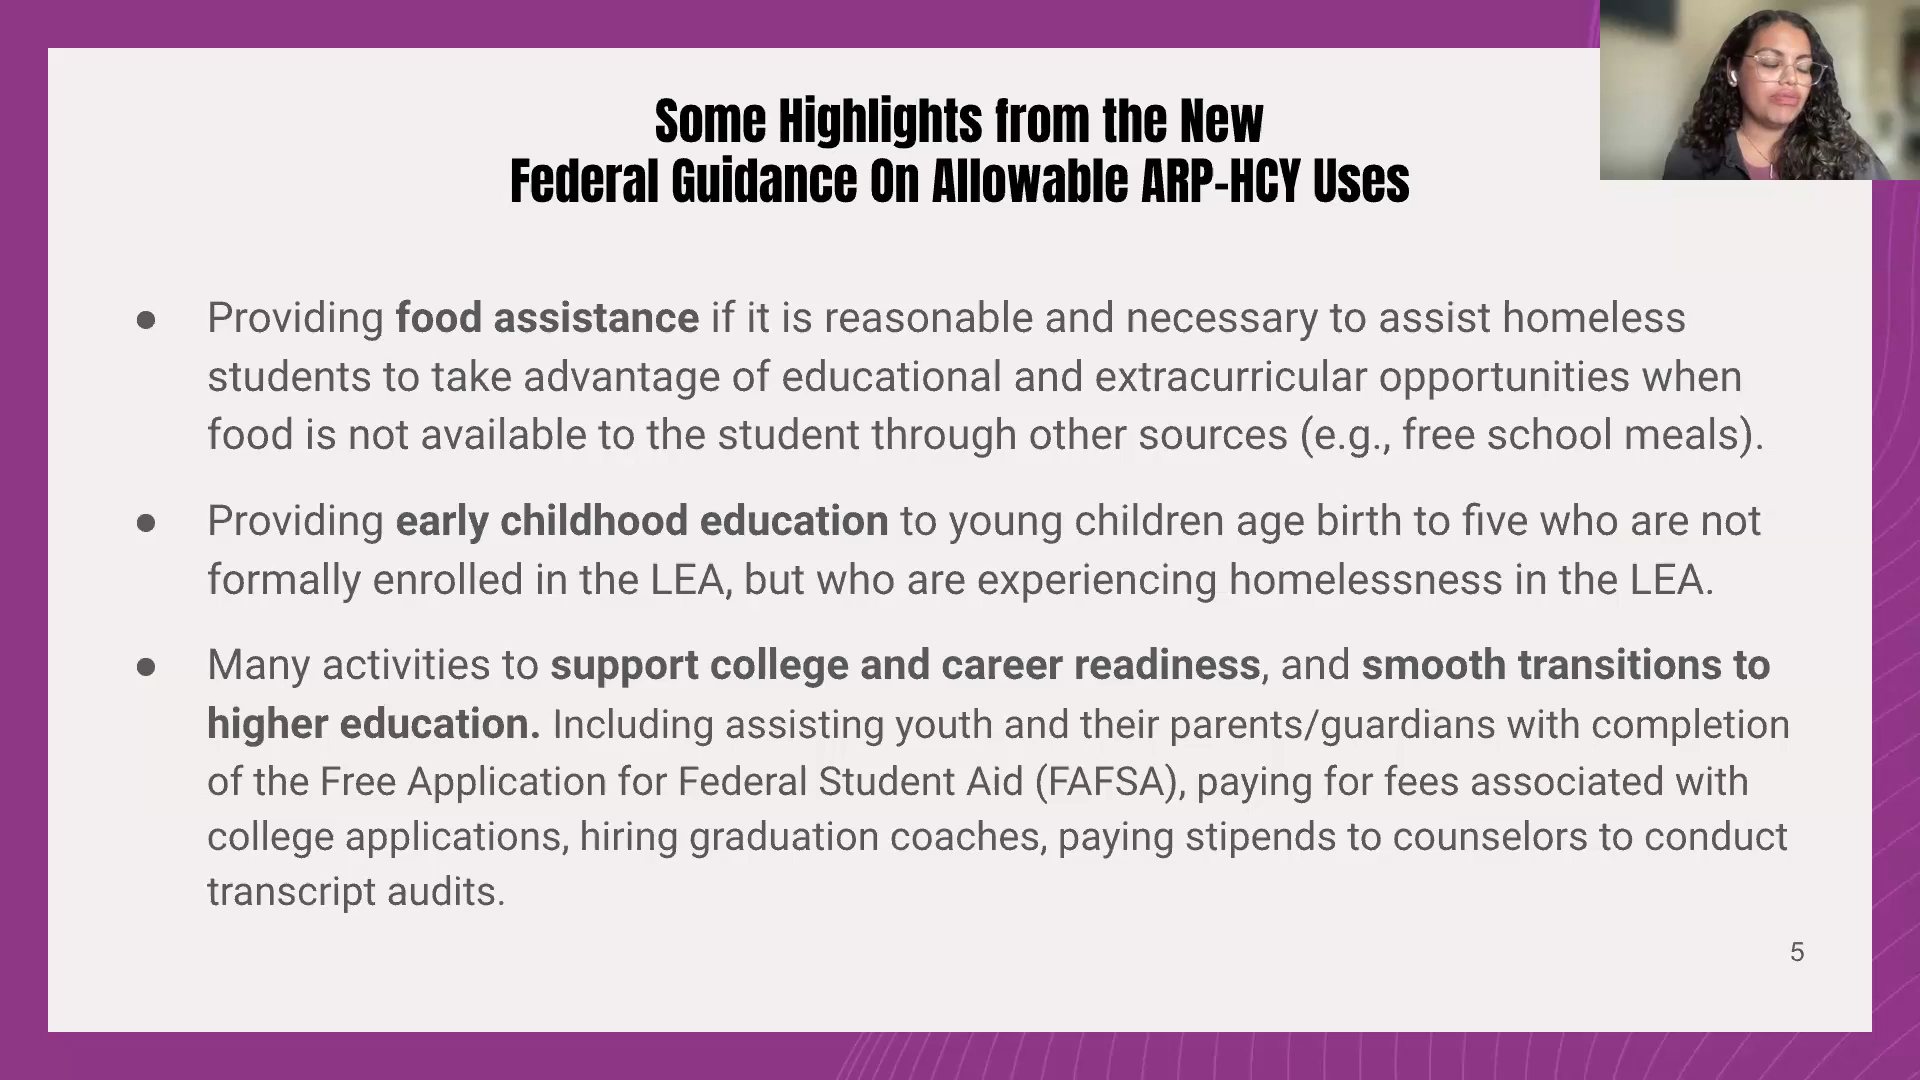 Some Highlights from the New
Federal Guidance On Allowable ARP-HCY Uses
● Providing food assistance if it is reasonable and necessary to assist homeless
students to take advantage of educational and extracurricular opportunities when
food is not available to the student through other sources (e.g., free school meals).
● Providing early childhood education to young children age birth to five who are not
formally enrolled in the LEA, but who are experiencing homelessness in the LEA.
● Many activities to support college and career readiness, and smooth transitions to
higher education. Including assisting youth and their parents/guardians with completion
of the Free Application for Federal Student Aid (FAFSA), paying for fees associated with
college applications, hiring graduation coaches, paying stipends to counselors to conduct
transcript audits.
5